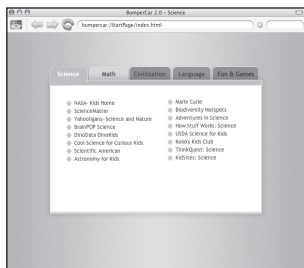 BumperCar 2.0 - Science
bumpercar:/StartPage/index.html
Science Math Civilization Language Fun & Games
NASA- Kids Home
ScienceMaster
Yahooligans- Science and Nature
BrainPOP Science
DinoData DinoKids
Cool Science for Curious Kids
Scientific American
Astronomy for Kids
Marie Curie
Biodiversity Hotspots
Adventures in Science
How Stuff Works: Science
USDA Science for Kids
Koko's Kids Club
ThinkQuest: Science
KidSites: Science